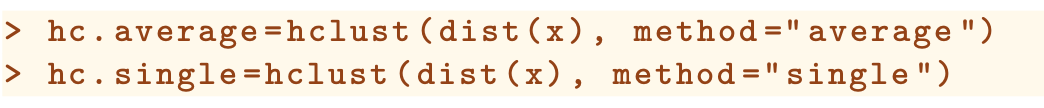 > hc.average=hclust(dist(x), method="average")
> hc.single=hclust(dist(x), method="single")